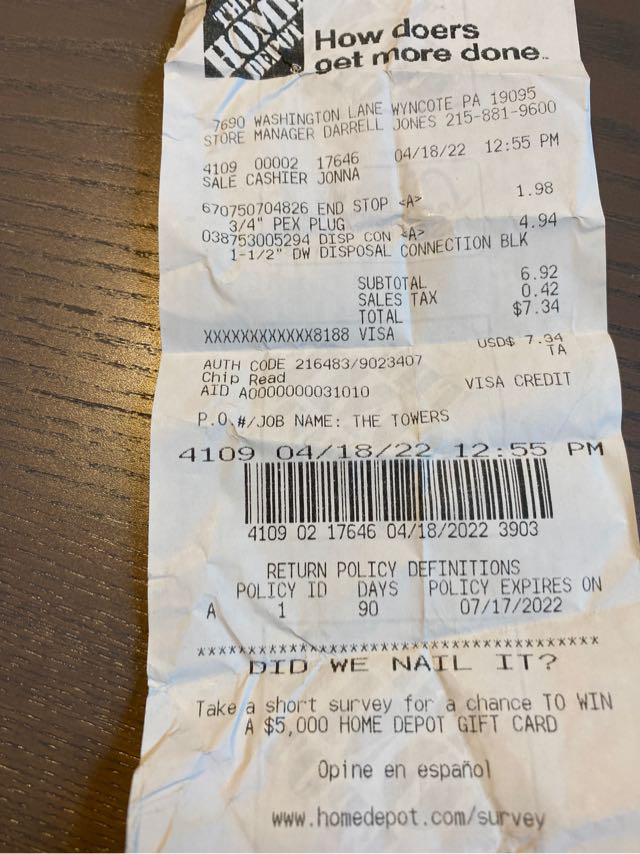 THE
HOME
DEPOT
How doers
get more done™
7690 WASHINGTON LANE WYNCOTE PA 19095
STORE MANAGER DARRELL JONES 215-881-9600
4109 00002 17646 04/18/22 12:55 PM
SALE CASHIER JONNA
670750704826 END STOP <A> 1.98
3/4" PEX PLUG
038753005294 DISP CON <A> 4.94
1-1/2" DW DISPOSAL CONNECTION BLK
SUBTOTAL 6.92
SALES TAX 0.42
TOTAL $7.34
XXXXXXXXXXXX8188 VISA
USD$ 7.34
AUTH CODE 216483/9023407 TA
Chip Read
AID A0000000031010 VISA CREDIT
P.O.#/JOB NAME: THE TOWERS
4109 04/18/22 12:55 PM
4109 02 17646 04/18/2022 3903
RETURN POLICY DEFINITIONS
POLICY ID DAYS POLICY EXPIRES ON
A 1 90 07/17/2022
***************************************
DID WE NAIL IT?
Take a short survey for a chance TO WIN
A $5,000 HOME DEPOT GIFT CARD
Opine en español
www.homedepot.com/survey